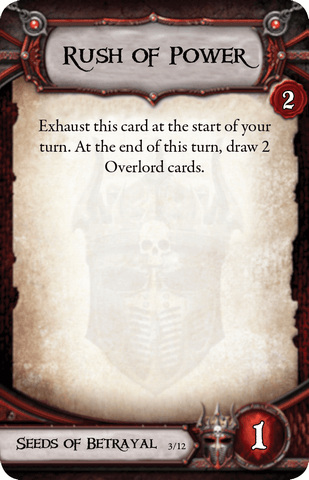 Rush of Power
2
Exhaust this card at the start of your
turn. At the end of this turn, draw 2
Overlord cards.
Seeds of Betrayal 3/12
1